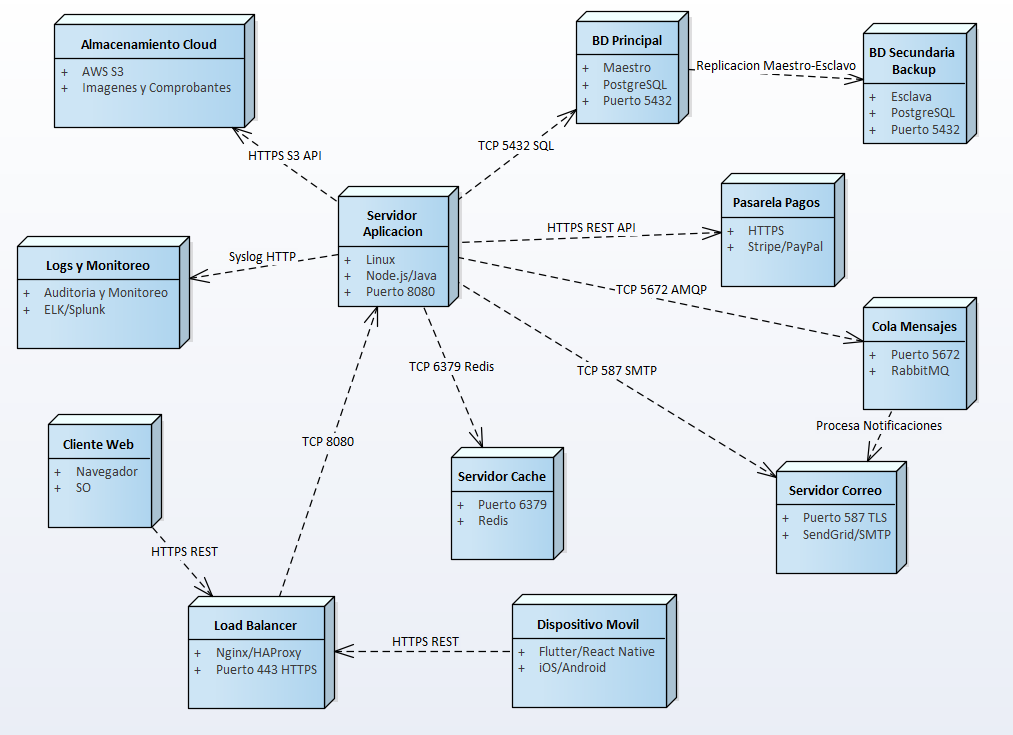 Almacenamiento Cloud
+ AWS S3
+ Imagenes y Comprobantes
BD Principal
+ Maestro
+ PostgreSQL
+ Puerto 5432
Replicacion Maestro-Esclavo
BD Secundaria
Backup
+ Esclava
+ PostgreSQL
+ Puerto 5432
HTTPS S3 API
TCP 5432 SQL
Servidor
Aplicacion
+ Linux
+ Node.js/Java
+ Puerto 8080
Pasarela Pagos
+ HTTPS
+ Stripe/PayPal
HTTPS REST API
Logs y Monitoreo
+ Auditoria y Monitoreo
+ ELK/Splunk
Syslog HTTP
TCP 5672 AMQP
Cola Mensajes
+ Puerto 5672
+ RabbitMQ
TCP 6379 Redis
TCP 587 SMTP
Procesa Notificaciones
Cliente Web
+ Navegador
+ SO
TCP 8080
Servidor Cache
+ Puerto 6379
+ Redis
Servidor Correo
+ Puerto 587 TLS
+ SendGrid/SMTP
HTTPS REST
Load Balancer
+ Nginx/HAProxy
+ Puerto 443 HTTPS
HTTPS REST
Dispositivo Movil
+ Flutter/React Native
+ iOS/Android